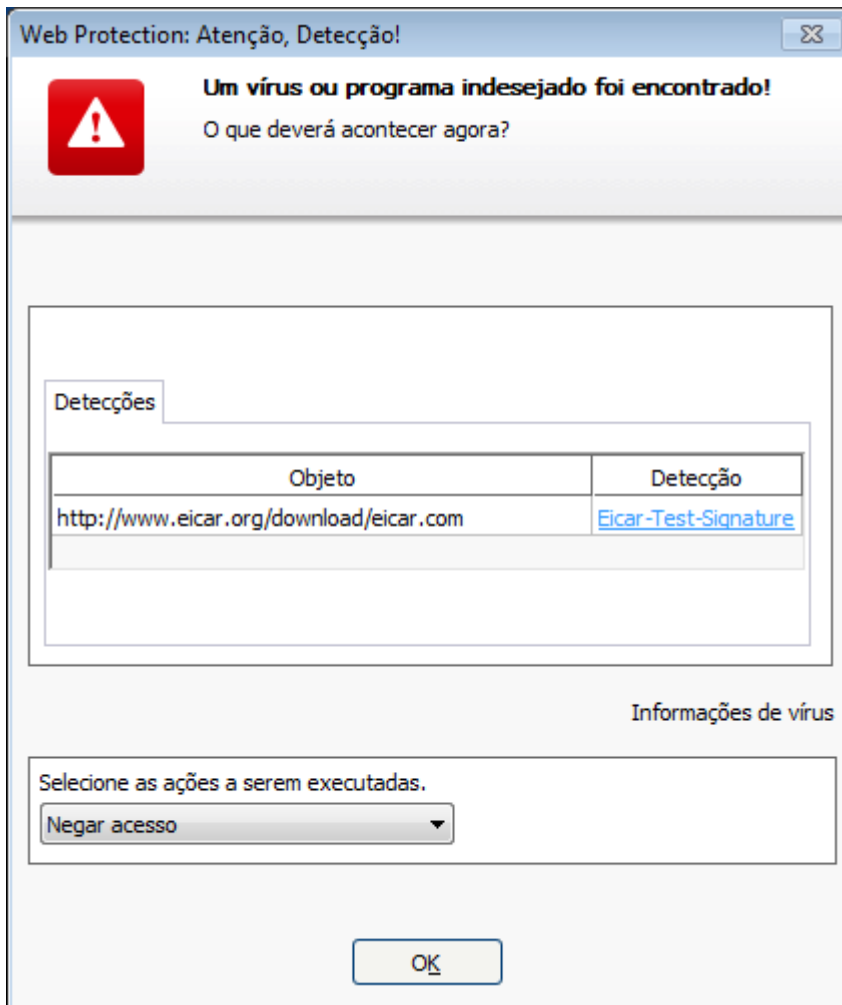 Web Protection: Atenção, Detecção!
Um vírus ou programa indesejado foi encontrado!
O que deverá acontecer agora?
Detecções
Objeto Detecção
http://www.eicar.org/download/eicar.com Eicar-Test-Signature
Informações de vírus
Selecione as ações a serem executadas.
Negar acesso
OK